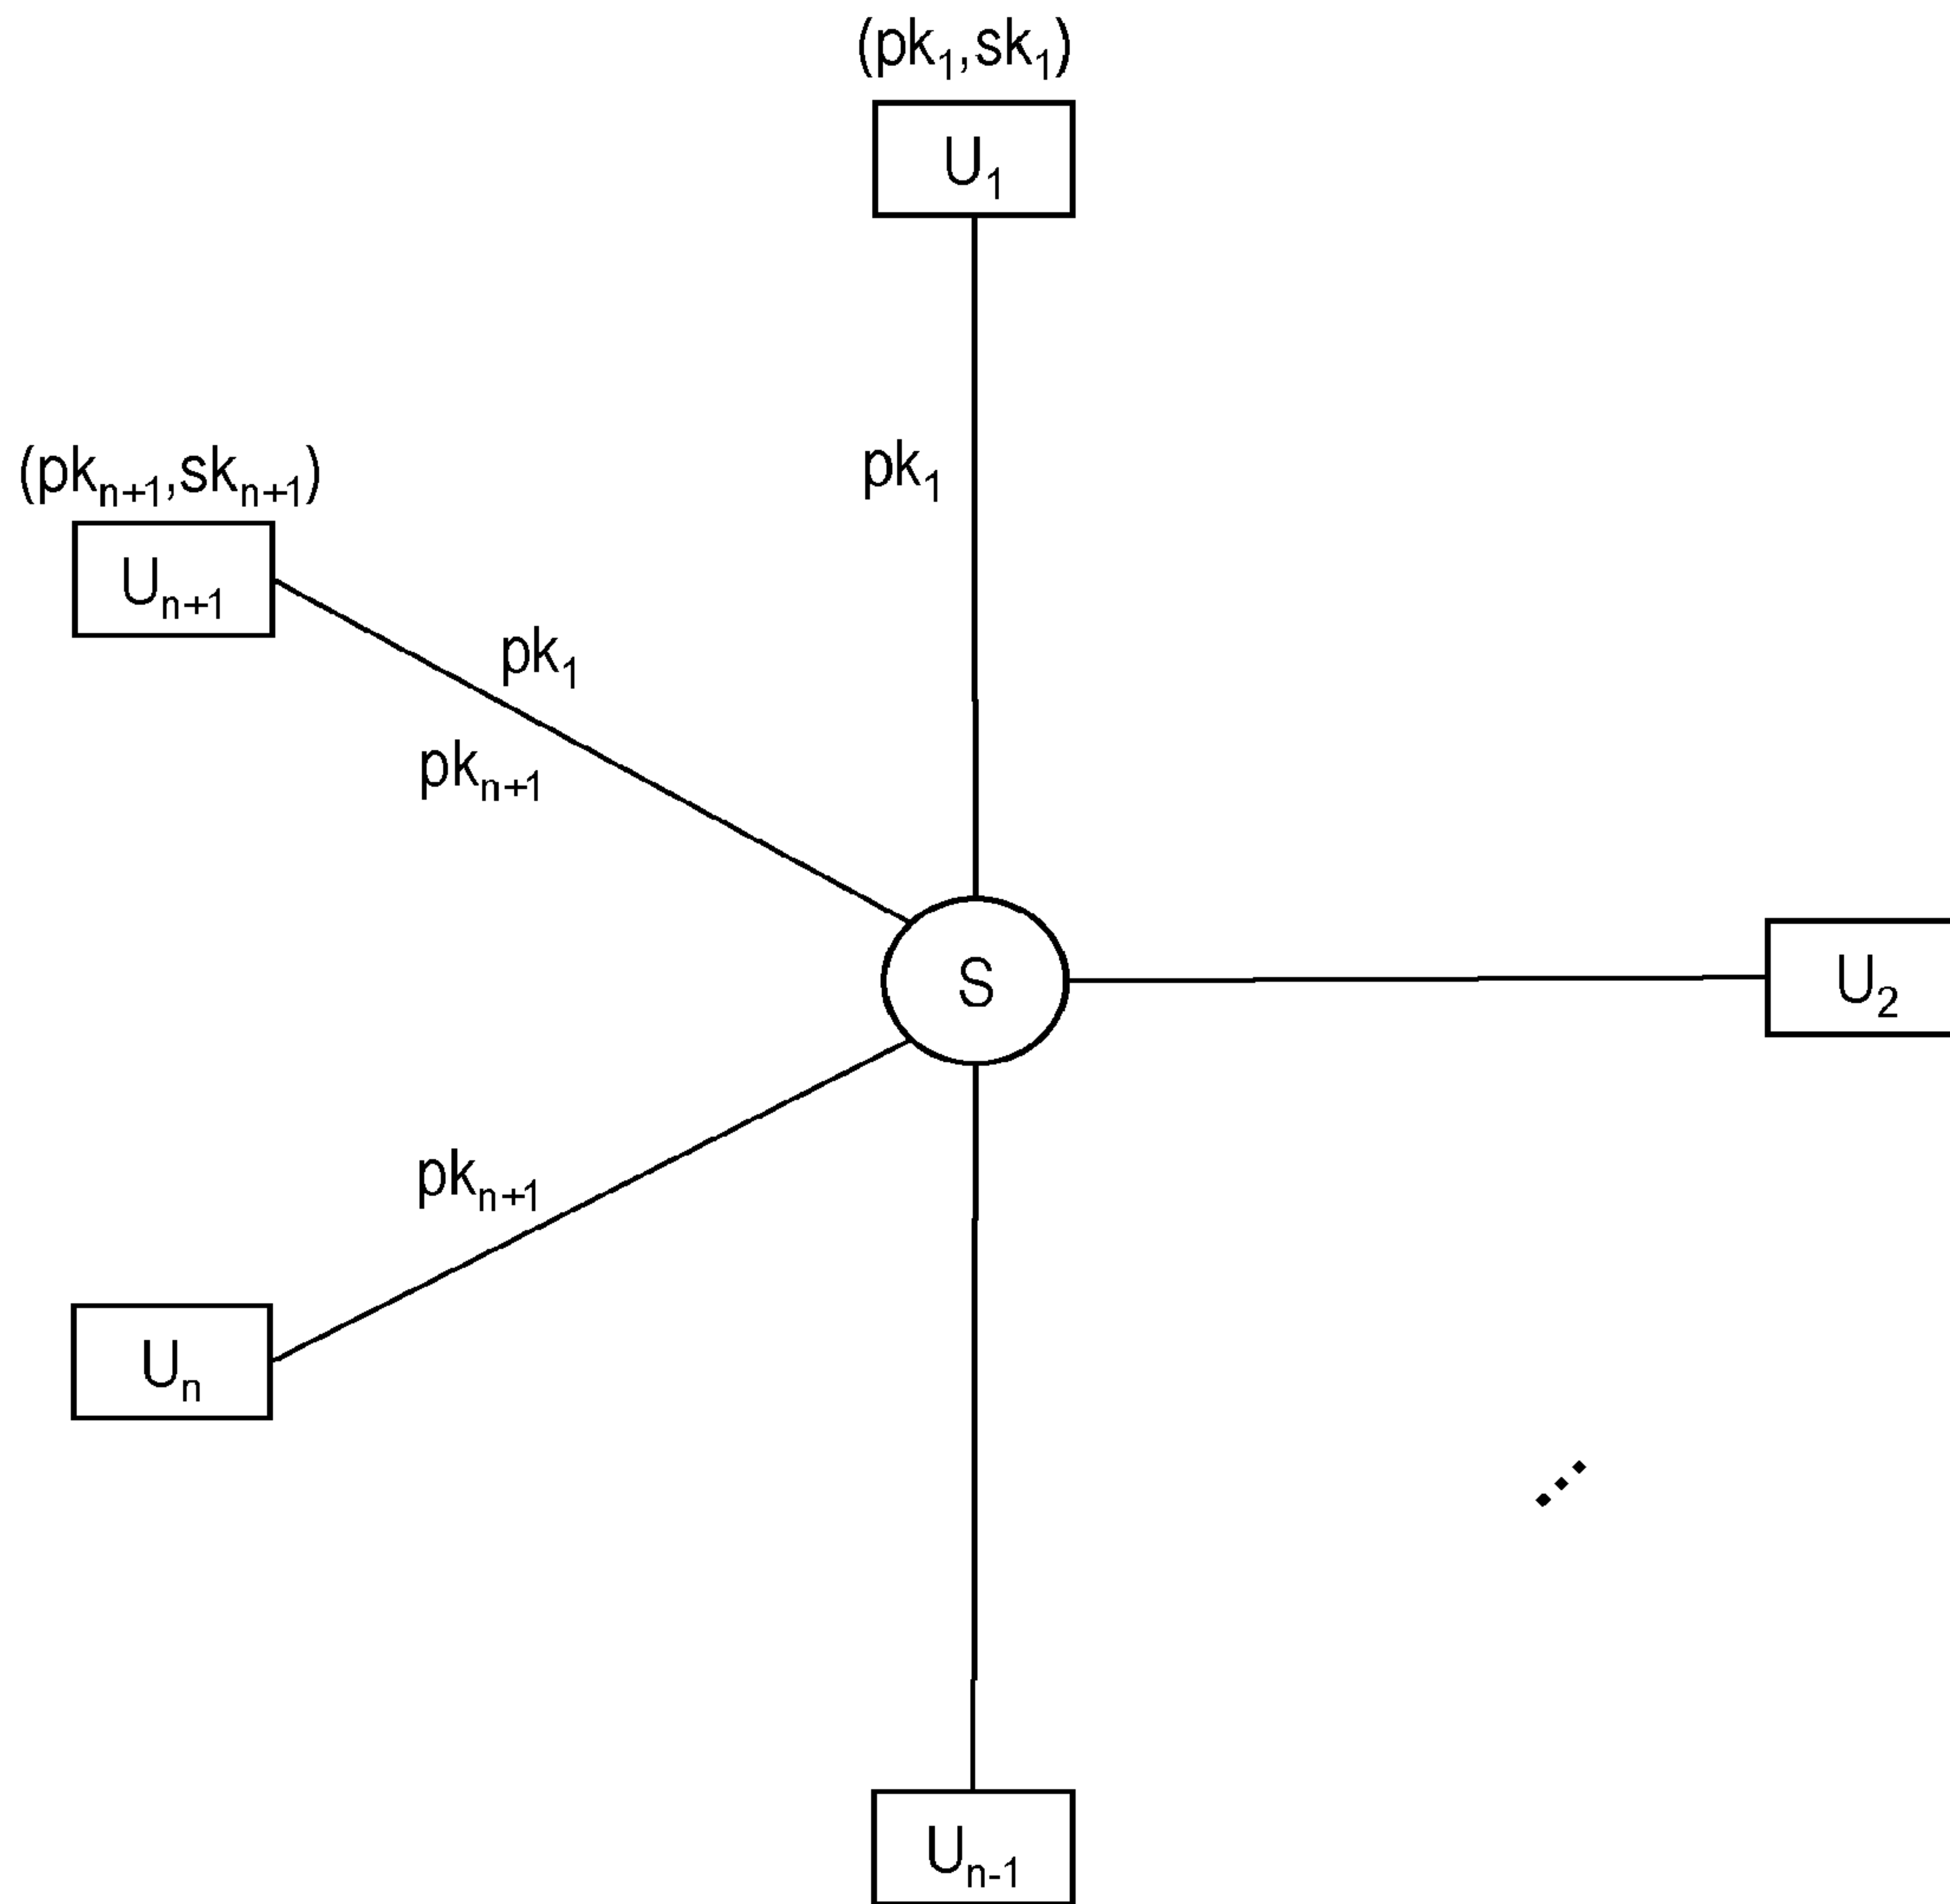 (pk₁,sk₁)
U₁
pk₁
(pkₙ₊₁,skₙ₊₁)
Uₙ₊₁
pk₁
pkₙ₊₁
S
U₂
pkₙ₊₁
Uₙ
...
Uₙ₋₁